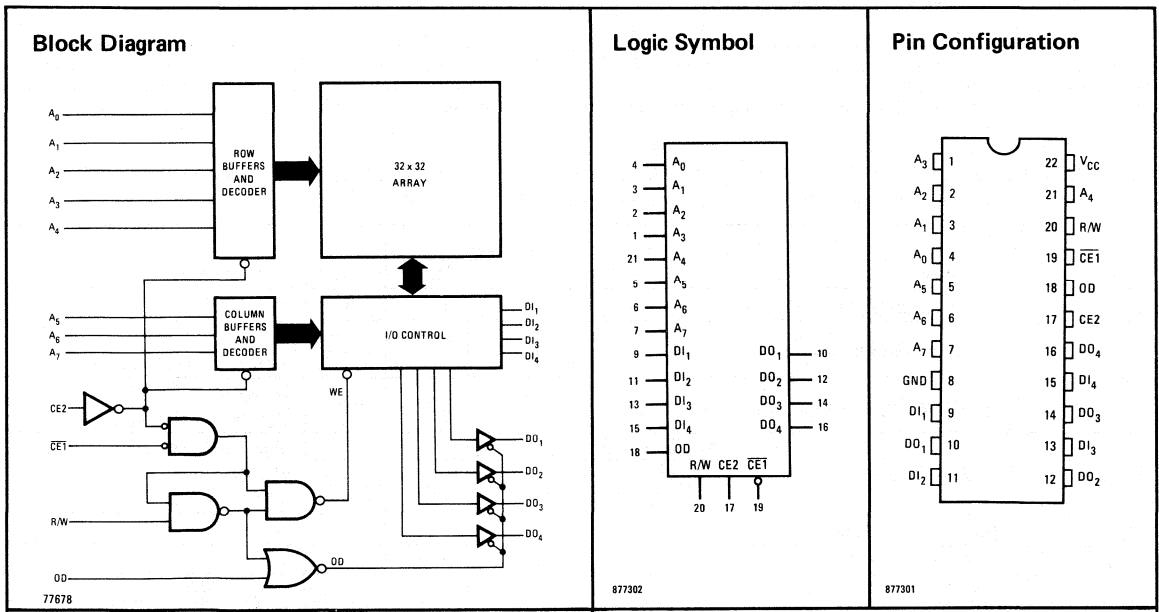 Block Diagram
A0
A1
A2
A3
A4
ROW
BUFFERS
AND
DECODER
32 x 32
ARRAY
A5
A6
A7
COLUMN
BUFFERS
AND
DECODER
I/O CONTROL
DI1
DI2
DI3
DI4
WE
CE2
C̅E̅1̅
R/W
OD
OD
DO1
DO2
DO3
DO4
77678
Logic Symbol
4 A0
3 A1
2 A2
1 A3
21 A4
5 A5
6 A6
7 A7
9 DI1 DO1 10
11 DI2 DO2 12
13 DI3 DO3 14
15 DI4 DO4 16
18 OD
R/W CE2 C̅E̅1̅
20 17 19
877302
Pin Configuration
A3 1 22 VCC
A2 2 21 A4
A1 3 20 R/W
A0 4 19 C̅E̅1̅
A5 5 18 OD
A6 6 17 CE2
A7 7 16 DO4
GND 8 15 DI4
DI1 9 14 DO3
DO1 10 13 DI3
DI2 11 12 DO2
877301